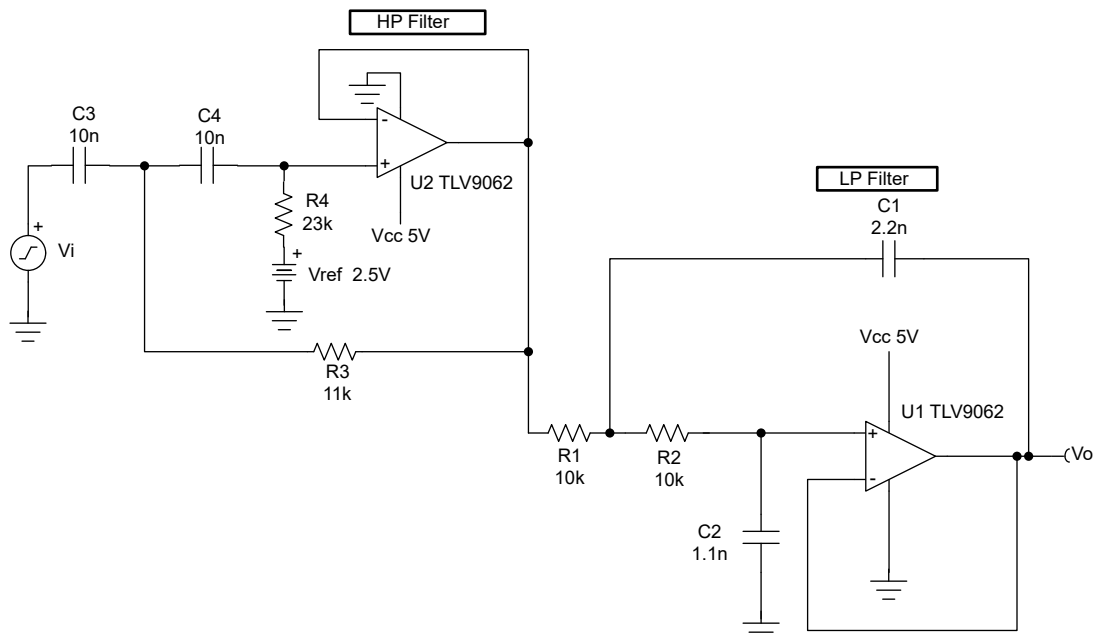 HP Filter
C3
10n
C4
10n
-
+
U2 TLV9062
R4
23k
Vcc 5V
+
Vi
+
Vref 2.5V
R3
11k
LP Filter
C1
2.2n
Vcc 5V
U1 TLV9062
R1
10k
R2
10k
+
-
Vo
C2
1.1n